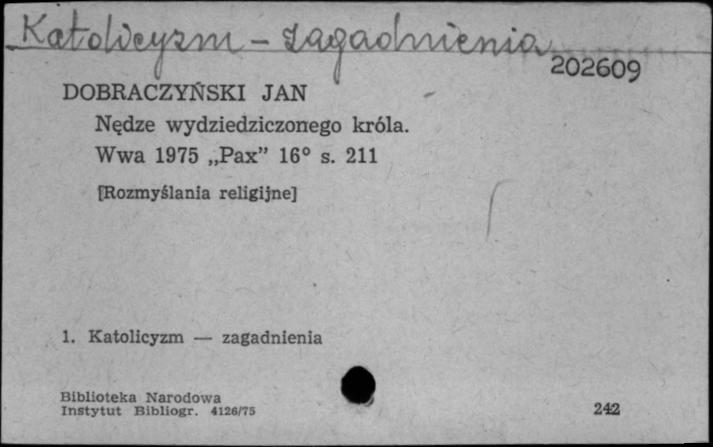 Katolicyzm - zagadnienia
202609
DOBRACZYŃSKI JAN
Nędze wydziedziczonego króla.
Wwa 1975 „Pax” 16° s. 211
[Rozmyślania religijne]
1. Katolicyzm — zagadnienia
Biblioteka Narodowa
Instytut Bibliogr. 4126/75
242